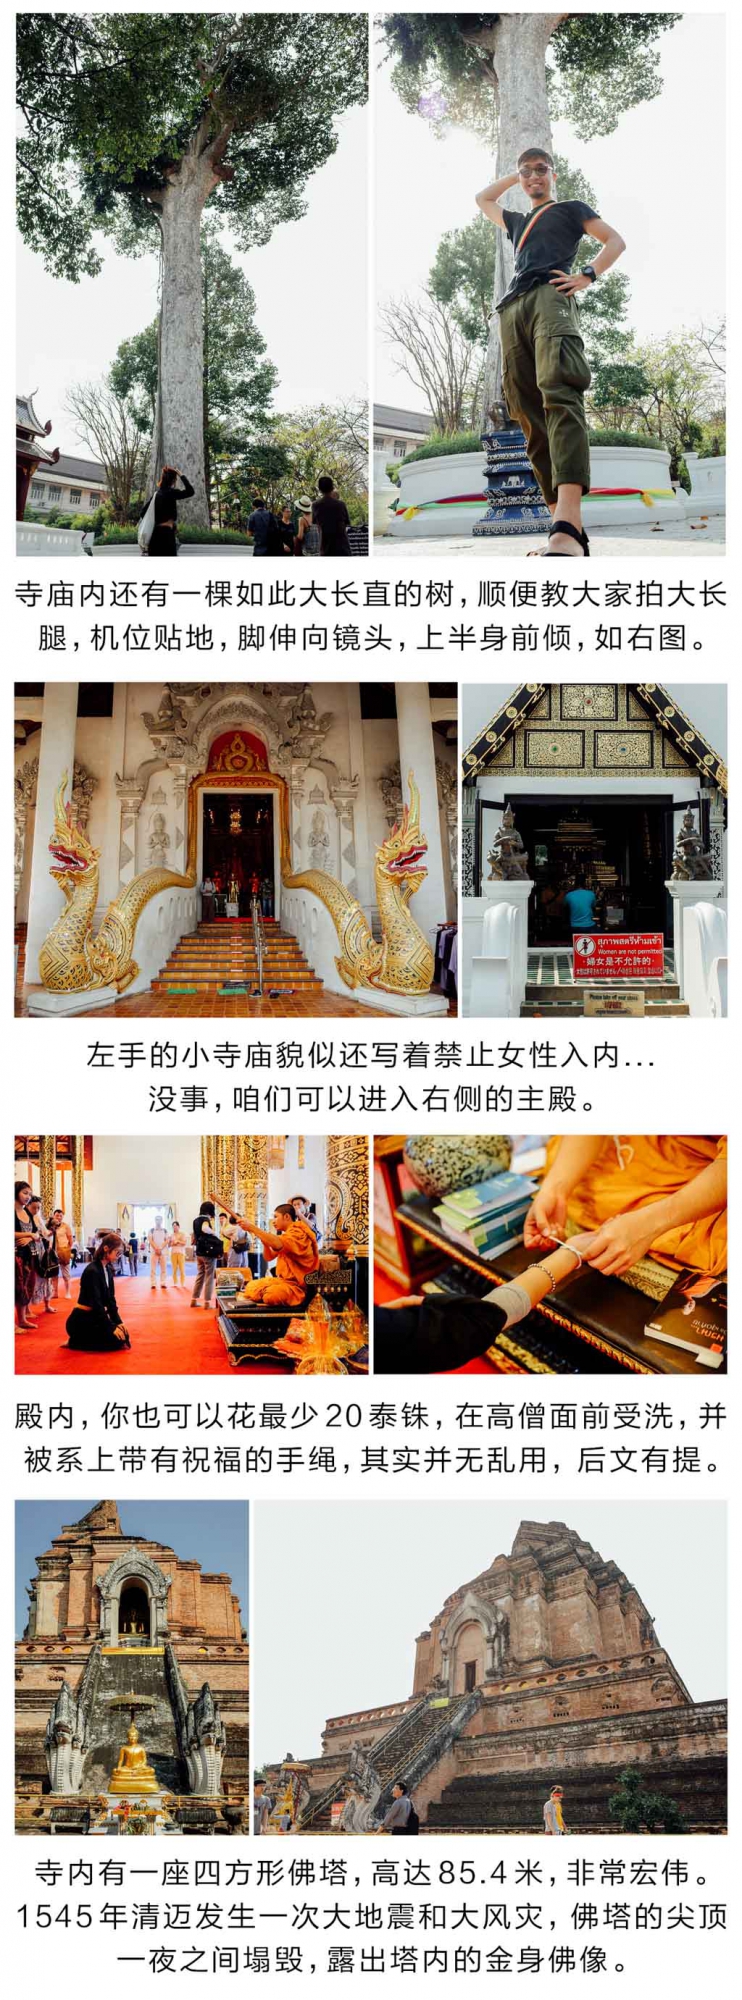 寺庙内还有一棵如此大长直的树，顺便教大家拍大长
腿，机位贴地，脚伸向镜头，上半身前倾，如右图。
สุภาพสตรีห้ามเข้า
Women are not permitted
婦女是不允許的
Please take off your shoes
左手的小寺庙貌似还写着禁止女性入内...
没事，咱们可以进入右侧的主殿。
殿内，你也可以花最少20泰铢，在高僧面前受洗，并
被系上带有祝福的手绳，其实并无乱用，后文有提。
寺内有一座四方形佛塔，高达85.4米，非常宏伟。
1545年清迈发生一次大地震和大风灾，佛塔的尖顶
一夜之间塌毁，露出塔内的金身佛像。